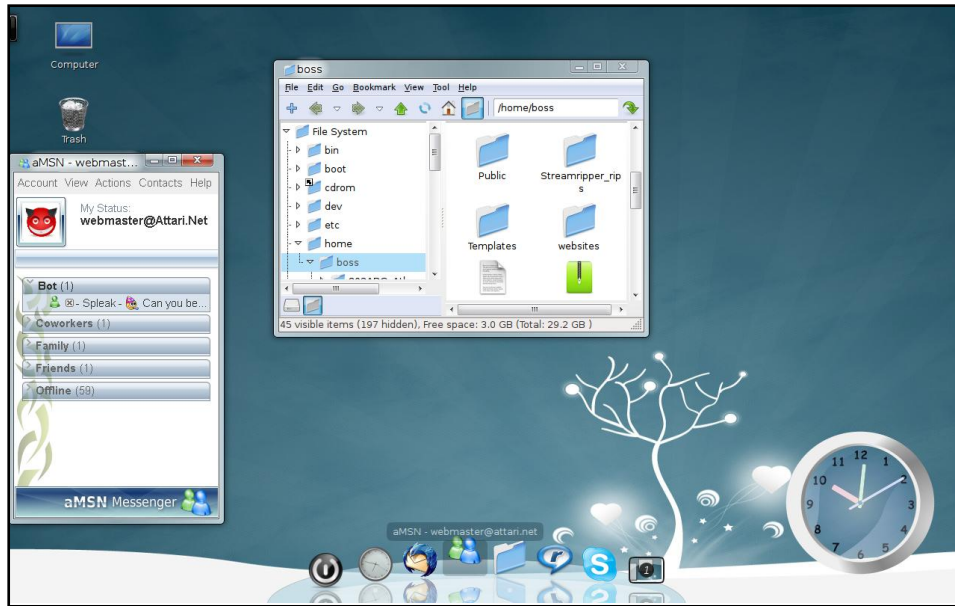 Computer
Trash
aMSN - webmast...
Account View Actions Contacts Help
My Status:
webmaster@Attari.Net
Bot (1)
- Spleak - Can you be...
Coworkers (1)
Family (1)
Friends (1)
Offline (59)
aMSN Messenger
boss
File Edit Go Bookmark View Tool Help
/home/boss
File System
bin
boot
cdrom
dev
etc
home
boss
Public
Streamripper_rip
s
Templates
websites
45 visible items (197 hidden), Free space: 3.0 GB (Total: 29.2 GB )
11 12 1
10 2
9 3
8
7 6 5
aMSN - webmaster@attari.net
1